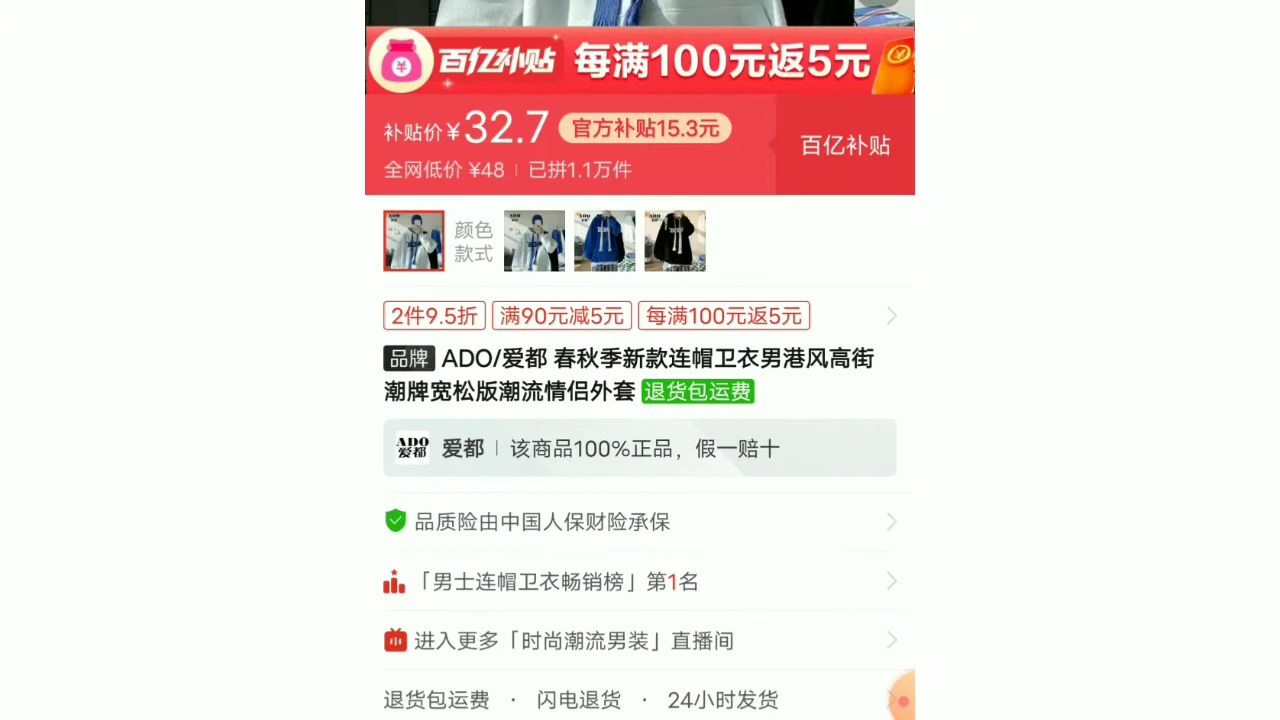 百亿补贴 每满100元返5元
补贴价¥32.7 官方补贴15.3元
百亿补贴
全网低价 ¥48 | 已拼1.1万件
颜色
款式
2件9.5折 满90元减5元 每满100元返5元
品牌 ADO/爱都 春秋季新款连帽卫衣男港风高街
潮牌宽松版潮流情侣外套 退货包运费
ADO
爱都
爱都 | 该商品100%正品，假一赔十
品质险由中国人保财险承保
「男士连帽卫衣畅销榜」第1名
进入更多「时尚潮流男装」直播间
退货包运费 · 闪电退货 · 24小时发货